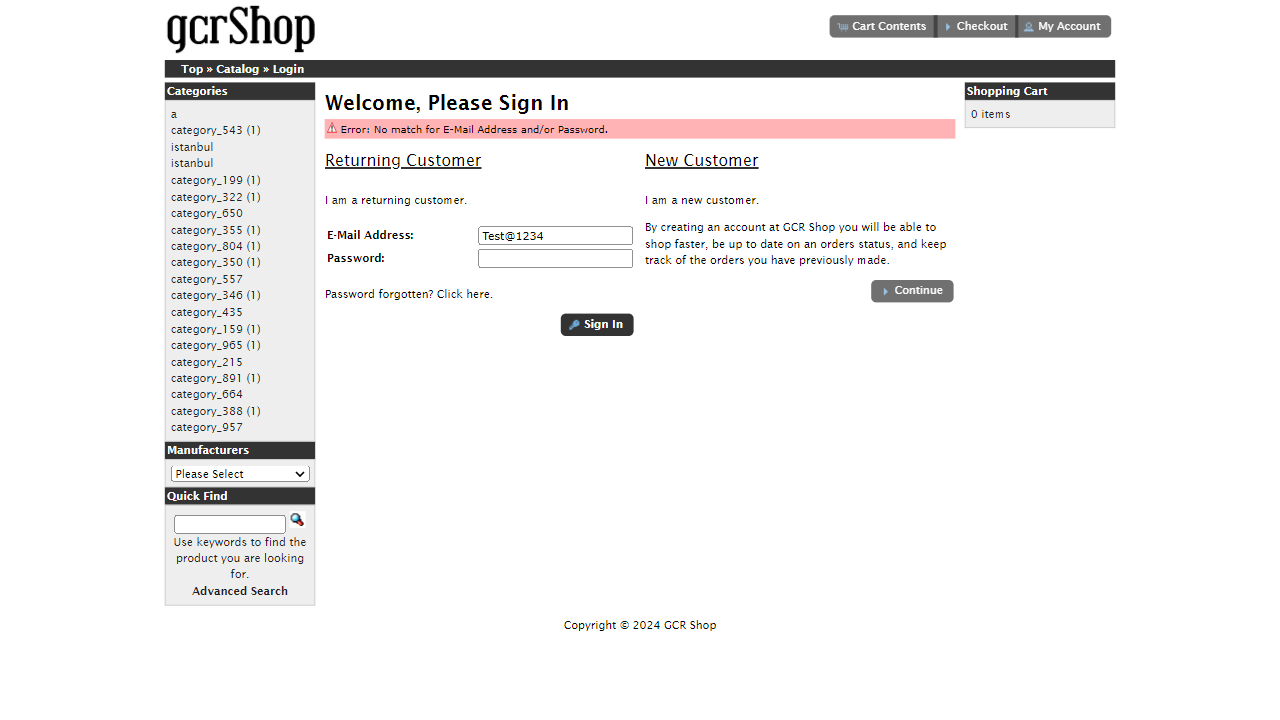 gcrShop
Cart Contents
Checkout
My Account
Top » Catalog » Login
Categories
a
category_543 (1)
istanbul
istanbul
category_199 (1)
category_322 (1)
category_650
category_355 (1)
category_804 (1)
category_350 (1)
category_557
category_346 (1)
category_435
category_159 (1)
category_965 (1)
category_215
category_891 (1)
category_664
category_388 (1)
category_957
Manufacturers
Please Select
Quick Find
Use keywords to find the
product you are looking
for.
Advanced Search
Welcome, Please Sign In
Error: No match for E-Mail Address and/or Password.
Returning Customer
I am a returning customer.
E-Mail Address:
Test@1234
Password:
Password forgotten? Click here.
Sign In
New Customer
I am a new customer.
By creating an account at GCR Shop you will be able to
shop faster, be up to date on an orders status, and keep
track of the orders you have previously made.
Continue
Shopping Cart
0 items
Copyright © 2024 GCR Shop